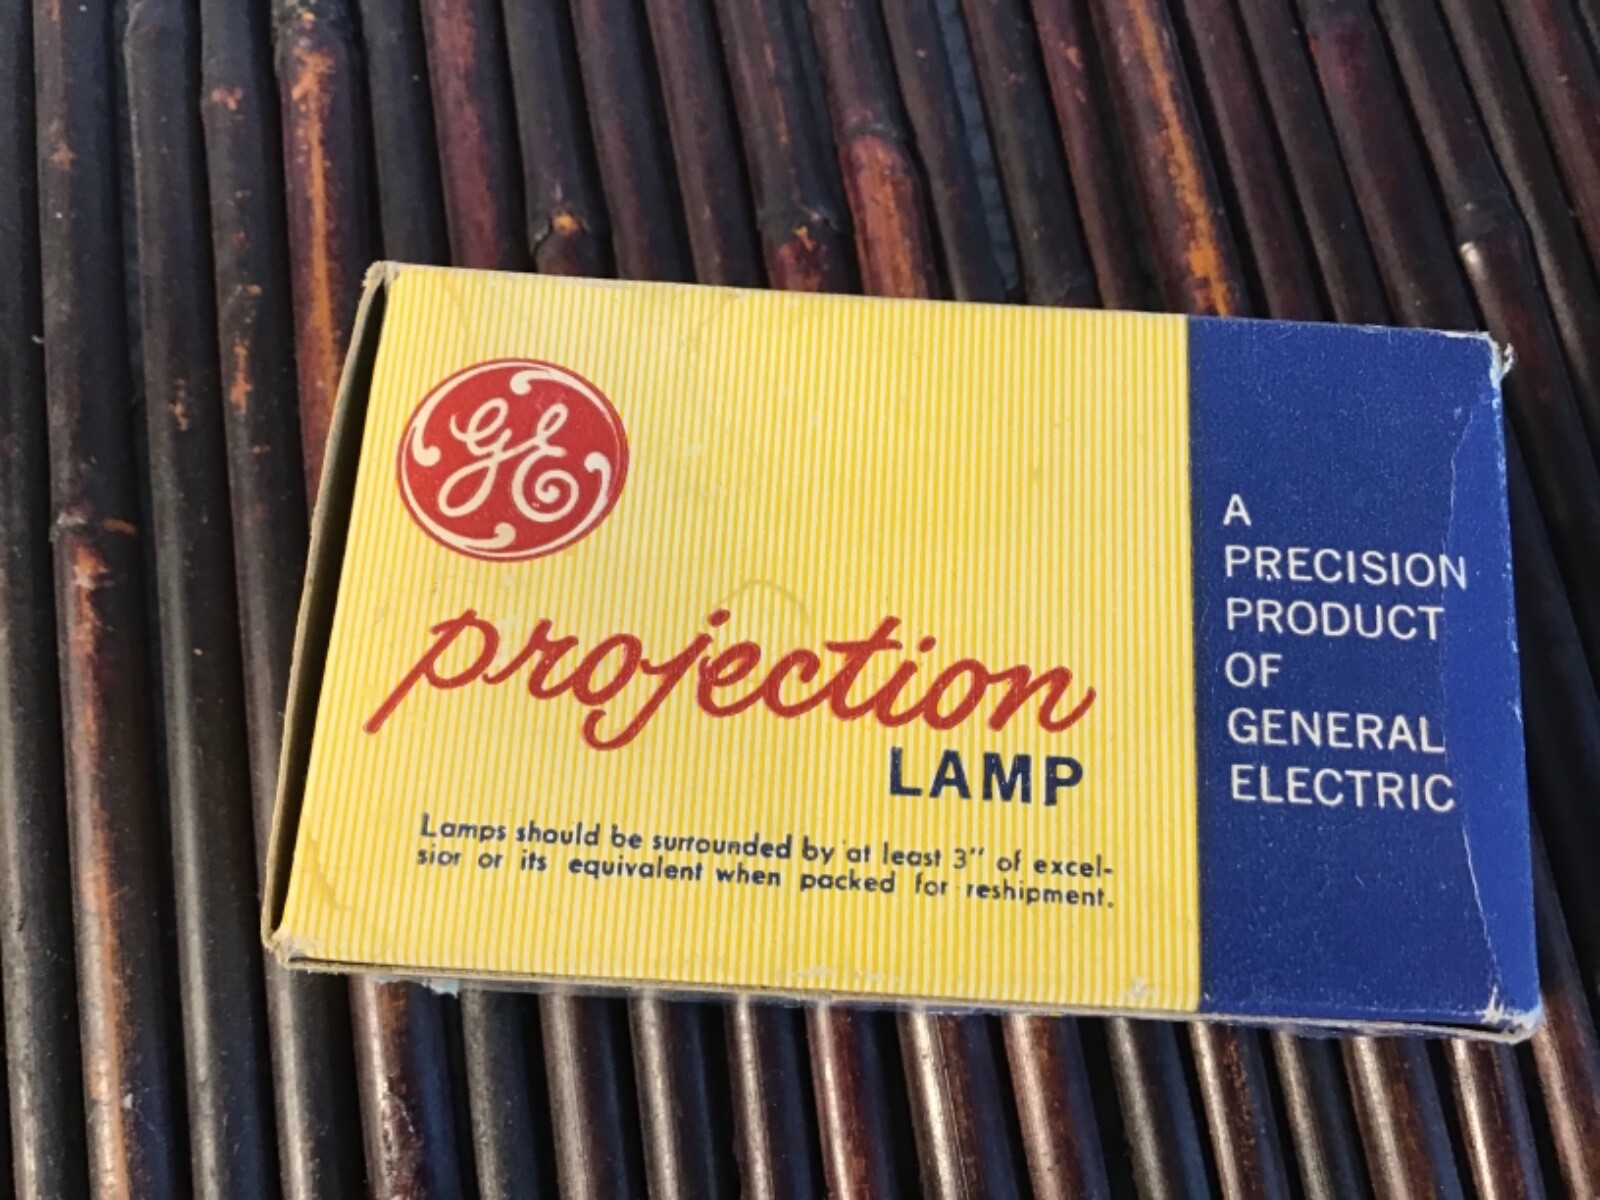 GE
projection
LAMP
Lamps should be surrounded by at least 3" of excel-
sior or its equivalent when packed for reshipment.
A
PRECISION
PRODUCT
OF
GENERAL
ELECTRIC